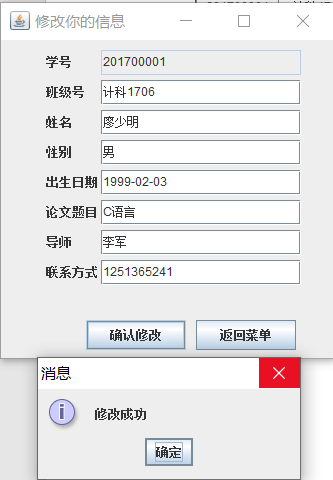 修改你的信息
学号 201700001
班级号 计科1706
姓名 廖少明
性别 男
出生日期 1999-02-03
论文题目 C语言
导师 李军
联系方式 1251365241
确认修改 返回菜单
消息
修改成功
确定